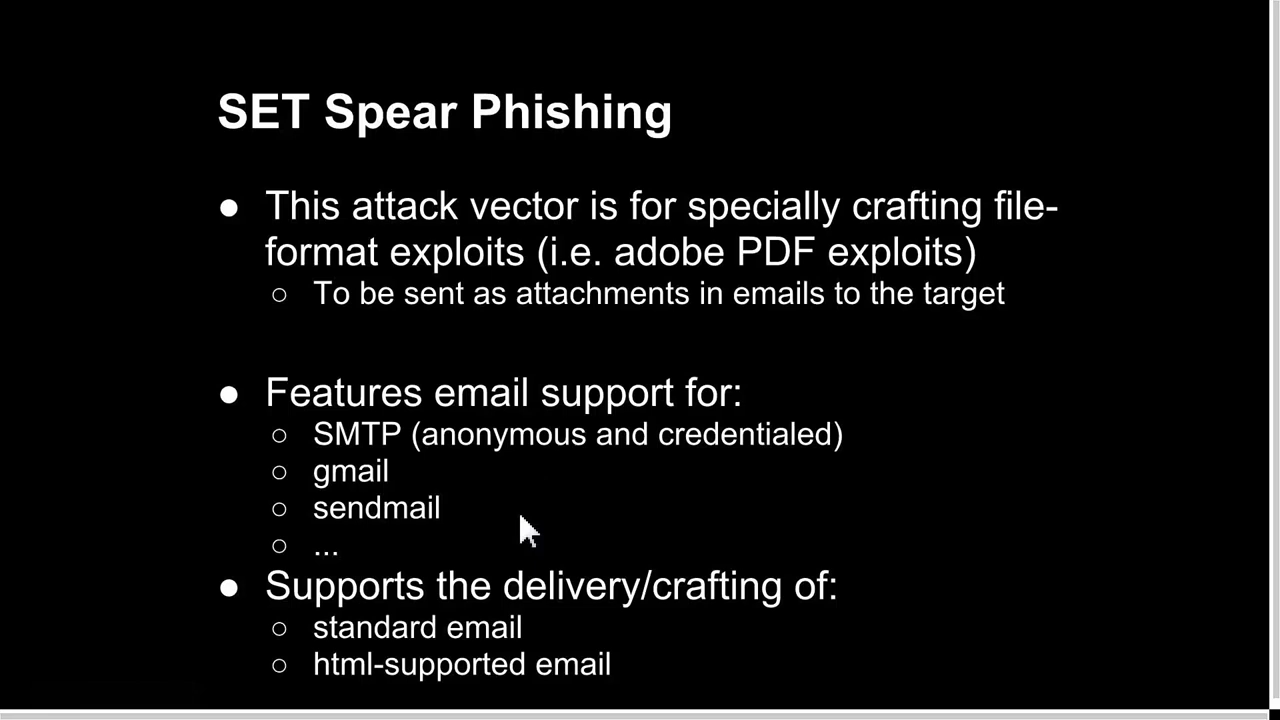 SET Spear Phishing
● This attack vector is for specially crafting file-
format exploits (i.e. adobe PDF exploits)
○ To be sent as attachments in emails to the target
● Features email support for:
○ SMTP (anonymous and credentialed)
○ gmail
○ sendmail
○ ...
● Supports the delivery/crafting of:
○ standard email
○ html-supported email